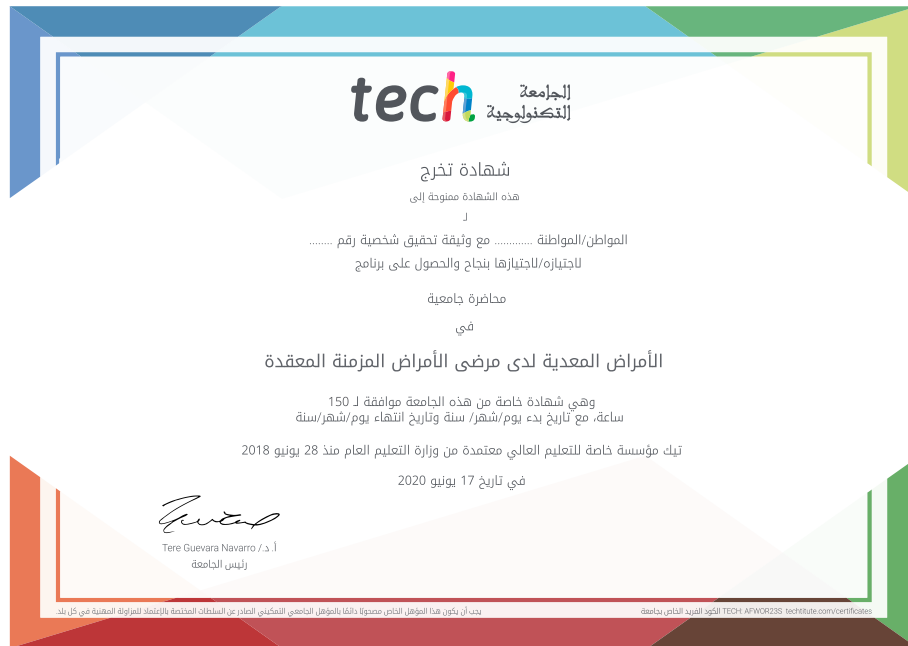 tech
الجامعة
التكنولوجية
شهادة تخرج
هذه الشهادة ممنوحة إلى
لـ
المواطن/المواطنة ............. مع وثيقة تحقيق شخصية رقم ........
لاجتيازه/لاجتيازها بنجاح والحصول على برنامج
محاضرة جامعية
في
الأمراض المعدية لدى مرضى الأمراض المزمنة المعقدة
وهي شهادة خاصة من هذه الجامعة موافقة لـ 150
ساعة، مع تاريخ بدء يوم/شهر/ سنة وتاريخ انتهاء يوم/شهر/سنة
تيك مؤسسة خاصة للتعليم العالي معتمدة من وزارة التعليم العام منذ 28 يونيو 2018
في تاريخ 17 يونيو 2020
أ.د./ Tere Guevara Navarro
رئيس الجامعة
يجب أن يكون هذا المؤهل الخاص مصحوبًا دائمًا بالمؤهل الجامعي التمكيني الصادر عن السلطات المختصة بالإعتماد للمزاولة المهنية في كل بلد.
الكود الفريد الخاص بجامعة TECH: AFWOR23S techtitute.com/certificates